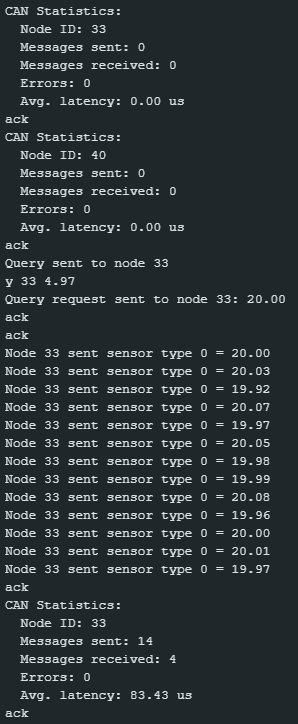 CAN Statistics:
  Node ID: 33
  Messages sent: 0
  Messages received: 0
  Errors: 0
  Avg. latency: 0.00 us
ack
CAN Statistics:
  Node ID: 40
  Messages sent: 0
  Messages received: 0
  Errors: 0
  Avg. latency: 0.00 us
ack
Query sent to node 33
y 33 4.97
Query request sent to node 33: 20.00
ack
ack
Node 33 sent sensor type 0 = 20.00
Node 33 sent sensor type 0 = 20.03
Node 33 sent sensor type 0 = 19.92
Node 33 sent sensor type 0 = 20.07
Node 33 sent sensor type 0 = 19.97
Node 33 sent sensor type 0 = 20.05
Node 33 sent sensor type 0 = 19.98
Node 33 sent sensor type 0 = 19.99
Node 33 sent sensor type 0 = 20.08
Node 33 sent sensor type 0 = 19.96
Node 33 sent sensor type 0 = 20.00
Node 33 sent sensor type 0 = 20.01
Node 33 sent sensor type 0 = 19.97
ack
CAN Statistics:
  Node ID: 33
  Messages sent: 14
  Messages received: 4
  Errors: 0
  Avg. latency: 83.43 us
ack